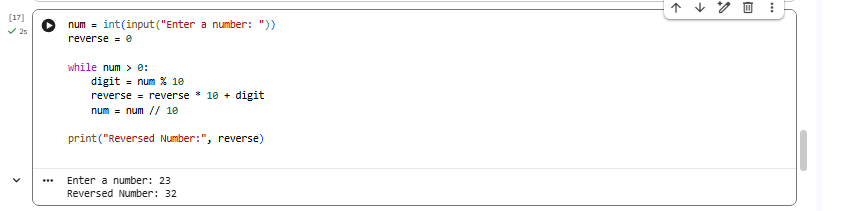 [17]
2s
num = int(input("Enter a number: "))
reverse = 0
while num > 0:
    digit = num % 10
    reverse = reverse * 10 + digit
    num = num // 10
print("Reversed Number:", reverse)
Enter a number: 23
Reversed Number: 32